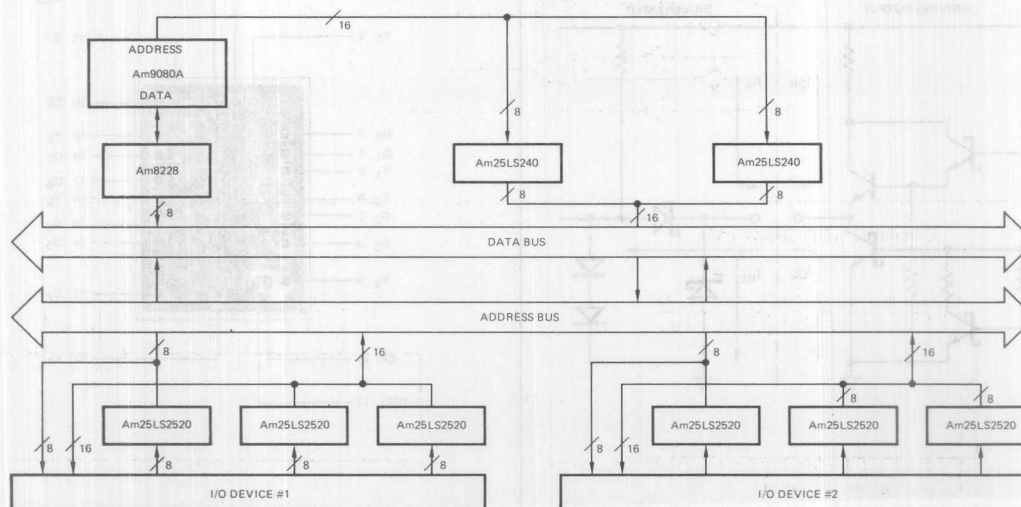 16
ADDRESS
Am9080A
DATA
8
8
Am8228
Am25LS240
Am25LS240
8
8
8
16
DATA BUS
ADDRESS BUS
8
16
8
16
Am25LS2520
Am25LS2520
Am25LS2520
8
8
Am25LS2520
Am25LS2520
Am25LS2520
8
16
8
8
8
8
16
I/O DEVICE #1
I/O DEVICE #2